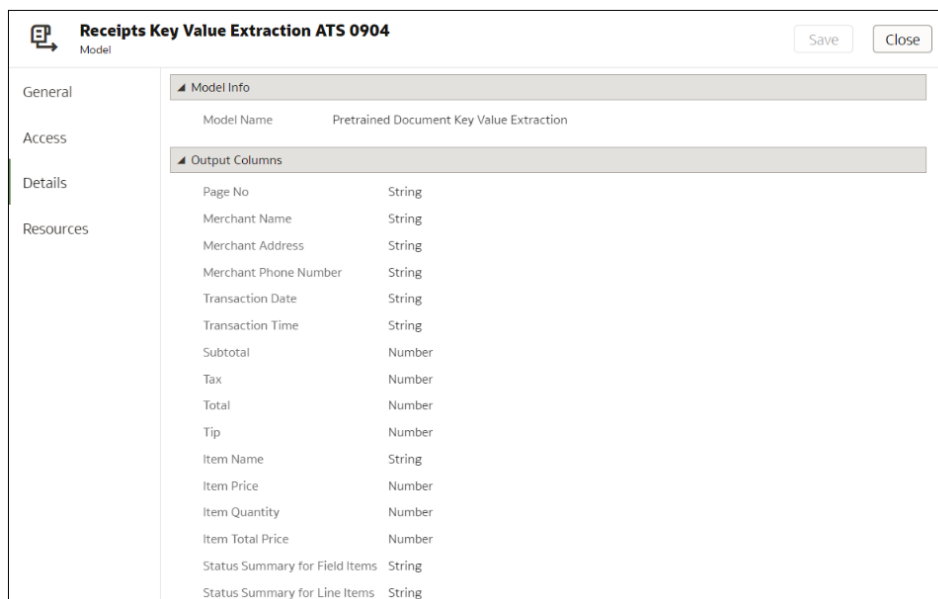 Receipts Key Value Extraction ATS 0904
Model
Save
Close
General
Access
Details
Resources
Model Info
Model Name Pretrained Document Key Value Extraction
Output Columns
Page No String
Merchant Name String
Merchant Address String
Merchant Phone Number String
Transaction Date String
Transaction Time String
Subtotal Number
Tax Number
Total Number
Tip Number
Item Name String
Item Price Number
Item Quantity Number
Item Total Price Number
Status Summary for Field Items String
Status Summary for Line Items String